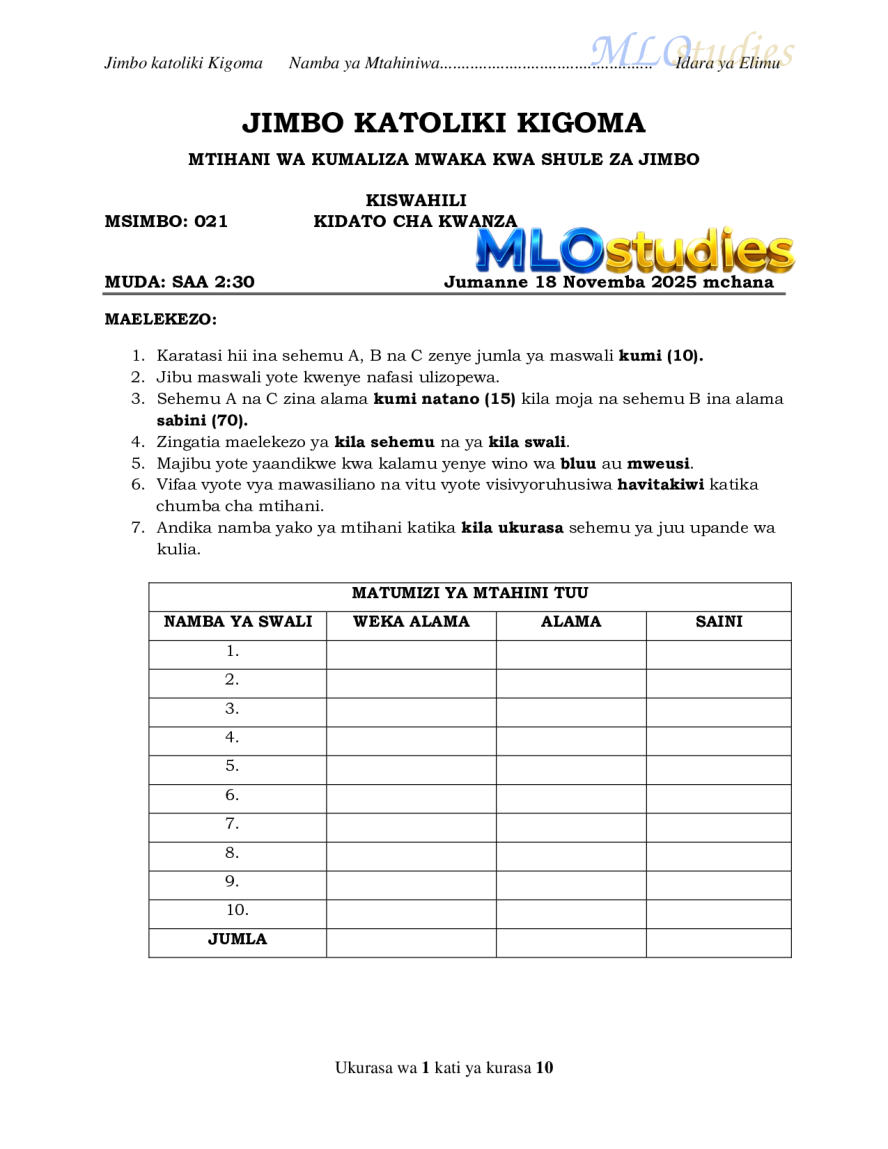 Jimbo katoliki Kigoma Namba ya Mtahiniwa................................................. Idara ya Elimu
MLOstudies
JIMBO KATOLIKI KIGOMA
MTIHANI WA KUMALIZA MWAKA KWA SHULE ZA JIMBO
KISWAHILI
MSIMBO: 021 KIDATO CHA KWANZA
MLOstudies
MUDA: SAA 2:30 Jumanne 18 Novemba 2025 mchana
MAELEKEZO:
1. Karatasi hii ina sehemu A, B na C zenye jumla ya maswali kumi (10).
2. Jibu maswali yote kwenye nafasi ulizopewa.
3. Sehemu A na C zina alama kumi natano (15) kila moja na sehemu B ina alama
sabini (70).
4. Zingatia maelekezo ya kila sehemu na ya kila swali.
5. Majibu yote yaandikwe kwa kalamu yenye wino wa bluu au mweusi.
6. Vifaa vyote vya mawasiliano na vitu vyote visivyoruhusiwa havitakiwi katika
chumba cha mtihani.
7. Andika namba yako ya mtihani katika kila ukurasa sehemu ya juu upande wa
kulia.
MATUMIZI YA MTAHINI TUU
NAMBA YA SWALI WEKA ALAMA ALAMA SAINI
1.
2.
3.
4.
5.
6.
7.
8.
9.
10.
JUMLA
Ukurasa wa 1 kati ya kurasa 10